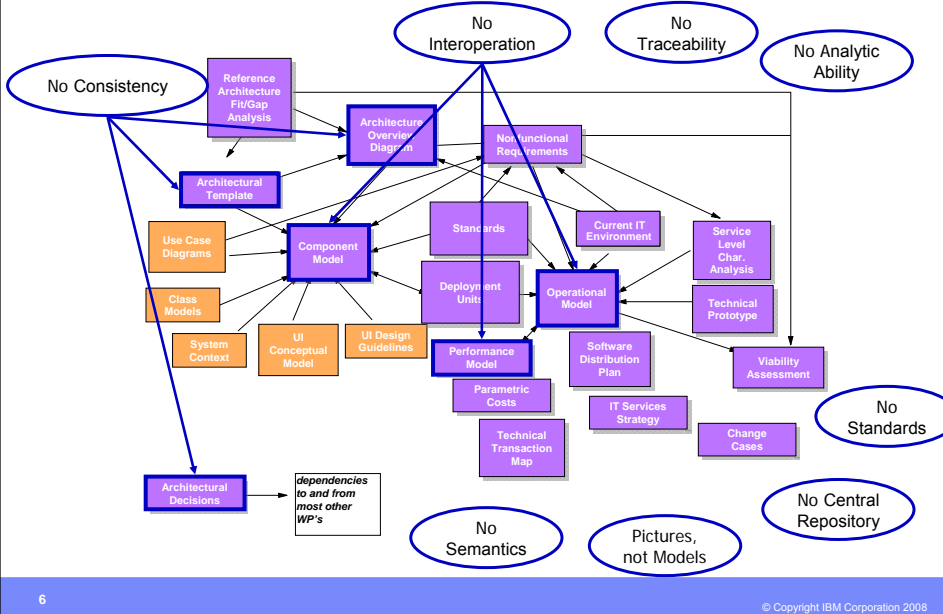 No
Interoperation
No
Traceability
No Analytic
Ability
No Consistency
Reference
Architecture
Fit/Gap
Analysis
Architecture
Overview
Diagram
Nonfunctional
Requirements
Architectural
Template
Standards
Current IT
Environment
Service
Level
Char.
Analysis
Use Case
Diagrams
Component
Model
Deployment
Units
Operational
Model
Technical
Prototype
Class
Models
System
Context
UI
Conceptual
Model
UI Design
Guidelines
Performance
Model
Software
Distribution
Plan
Viability
Assessment
Parametric
Costs
IT Services
Strategy
No
Standards
Technical
Transaction
Map
Change
Cases
Architectural
Decisions
dependencies
to and from
most other
WP's
No Central
Repository
No
Semantics
Pictures,
not Models
6
© Copyright IBM Corporation 2008